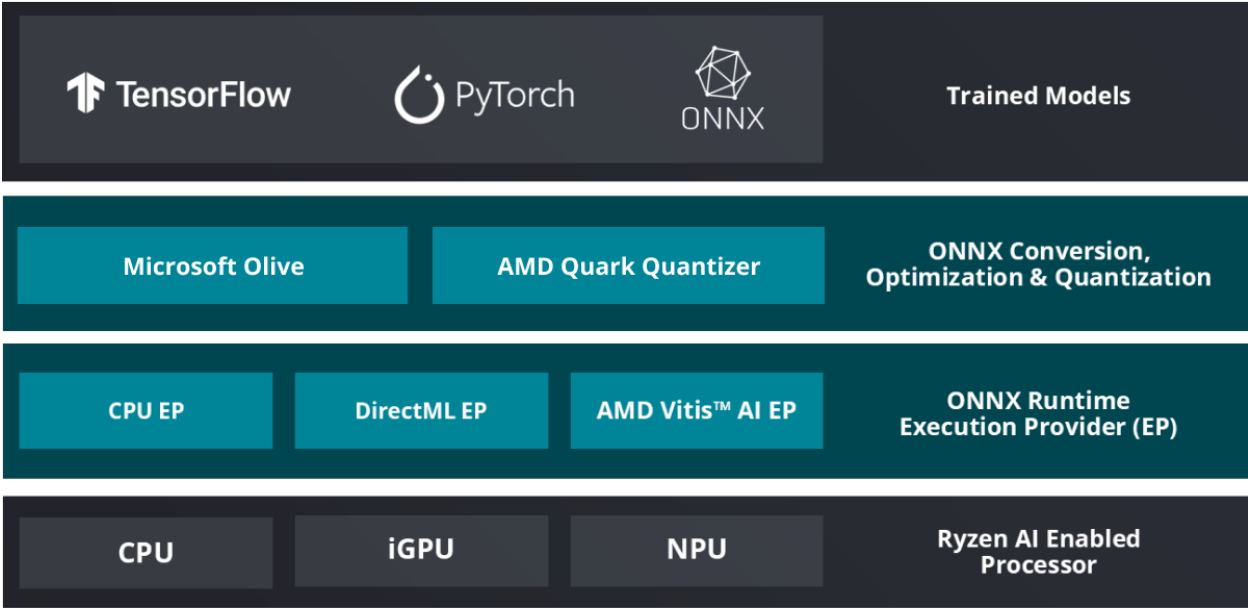 TensorFlow
PyTorch
ONNX
Trained Models
Microsoft Olive
AMD Quark Quantizer
ONNX Conversion,
Optimization & Quantization
CPU EP
DirectML EP
AMD Vitis™ AI EP
ONNX Runtime
Execution Provider (EP)
CPU
iGPU
NPU
Ryzen AI Enabled
Processor